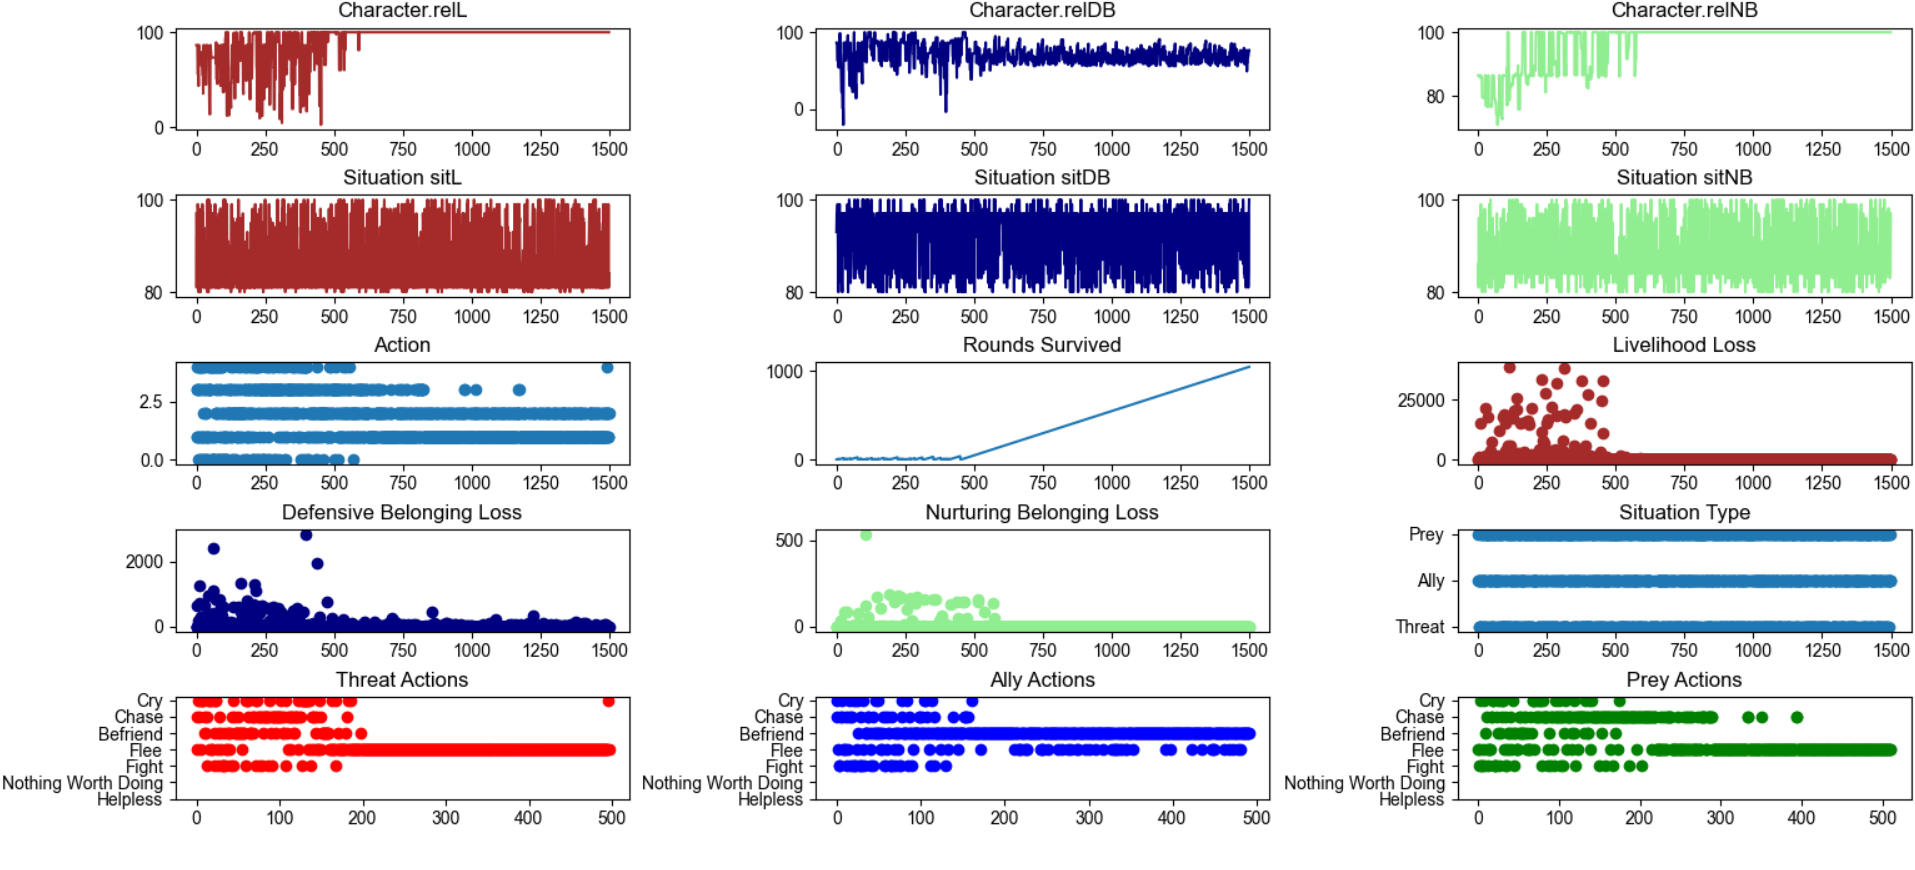 Character.relL Character.relDB Character.relNB
100 100 100
0 0 80
0 250 500 750 1000 1250 1500 0 250 500 750 1000 1250 1500 0 250 500 750 1000 1250 1500
Situation sitL Situation sitDB Situation sitNB
100 100 100
80 80 80
0 250 500 750 1000 1250 1500 0 250 500 750 1000 1250 1500 0 250 500 750 1000 1250 1500
Action Rounds Survived Livelihood Loss
2.5 1000 25000
0.0 0 0
0 250 500 750 1000 1250 1500 0 250 500 750 1000 1250 1500 0 250 500 750 1000 1250 1500
Defensive Belonging Loss Nurturing Belonging Loss Situation Type
2000 500 Prey
Ally
0 0 Threat
0 250 500 750 1000 1250 1500 0 250 500 750 1000 1250 1500 0 250 500 750 1000 1250 1500
Threat Actions Ally Actions Prey Actions
Cry Cry Cry
Chase Chase Chase
Befriend Befriend Befriend
Flee Flee Flee
Fight Fight Fight
Nothing Worth Doing Nothing Worth Doing Nothing Worth Doing
Helpless Helpless Helpless
0 100 200 300 400 500 0 100 200 300 400 500 0 100 200 300 400 500